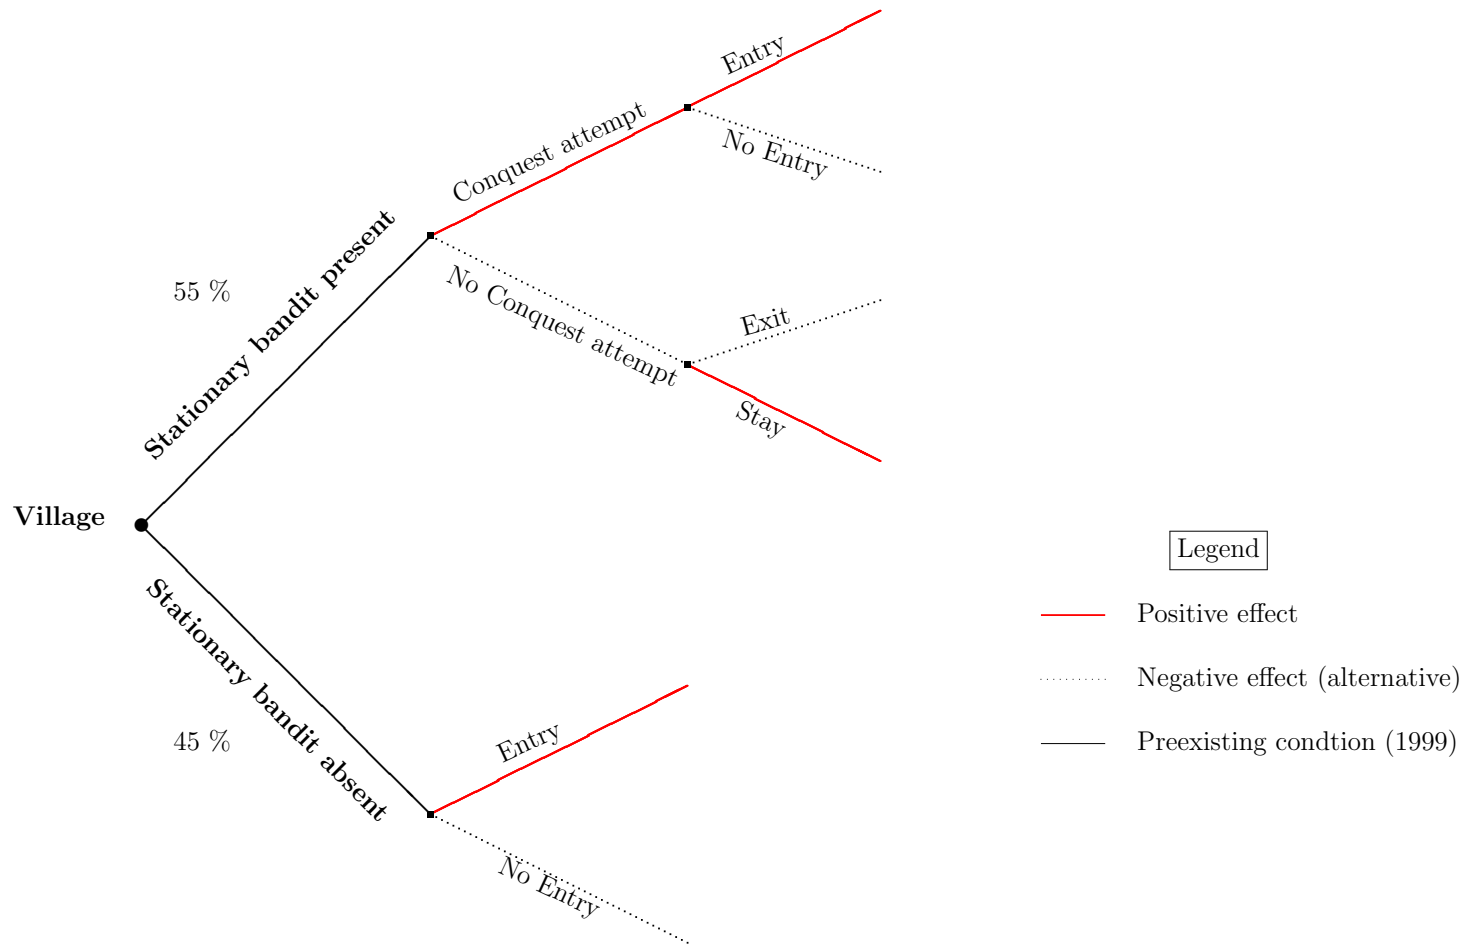 Entry
Conquest attempt
No Entry
Stationary bandit present
55 %
No Conquest attempt
Exit
Stay
Village
Stationary bandit absent
45 %
Entry
No Entry
Legend
Positive effect
Negative effect (alternative)
Preexisting condtion (1999)